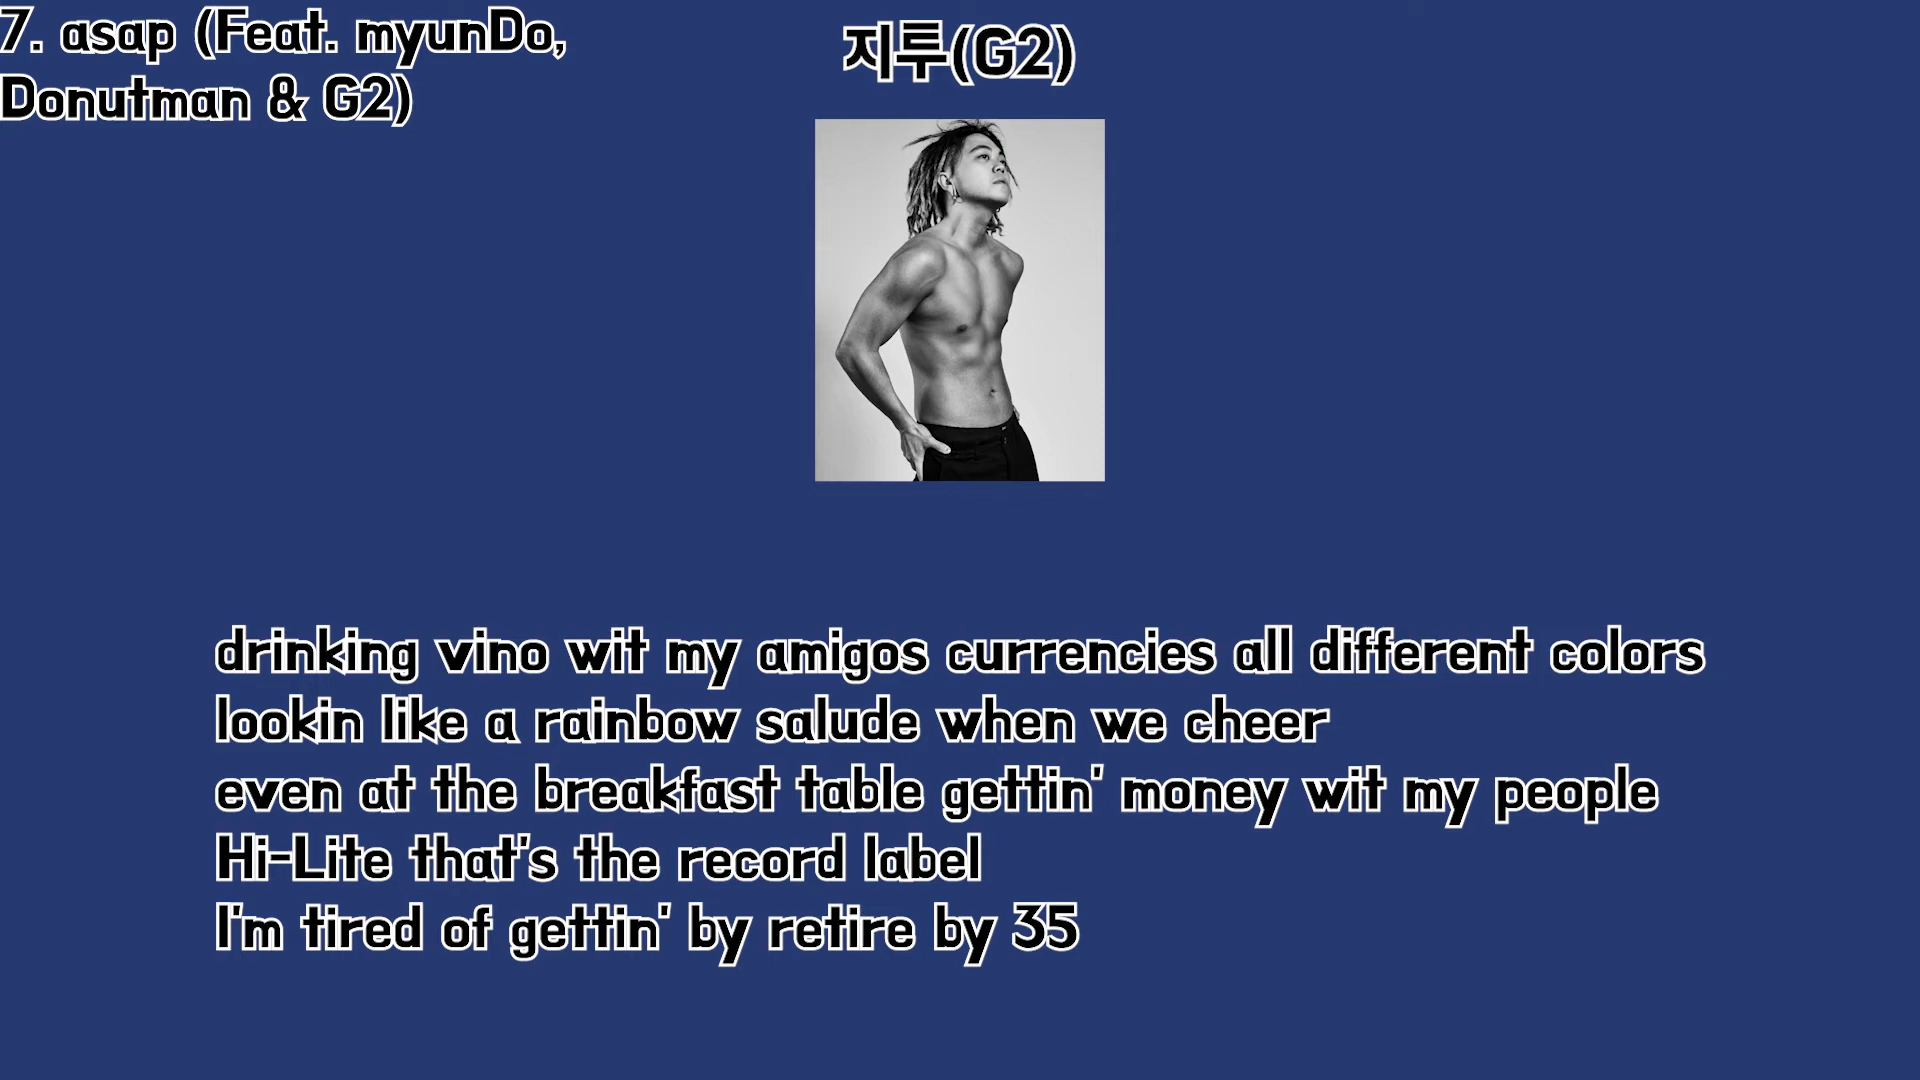 7. asap (Feat. myunDo,
Donutman & G2)
지투(G2)
drinking vino wit my amigos currencies all different colors
lookin like a rainbow salude when we cheer
even at the breakfast table gettin' money wit my people
Hi-Lite that's the record label
I'm tired of gettin' by retire by 35